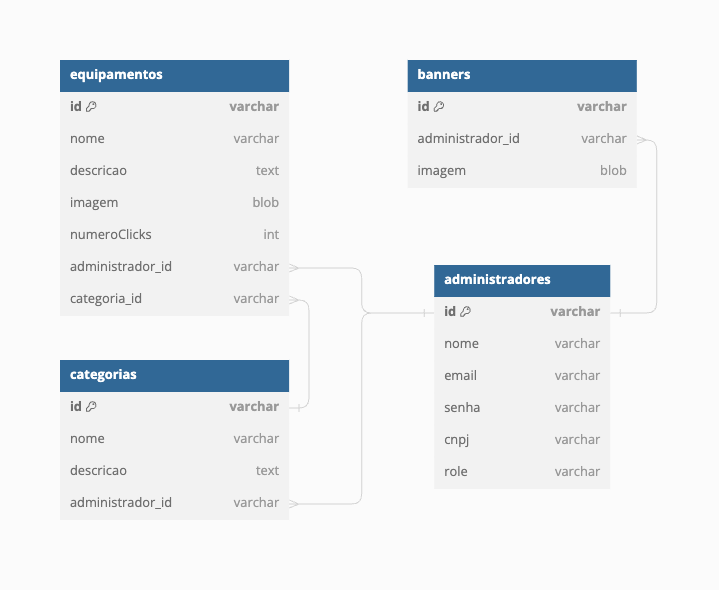 equipamentos
id varchar
nome varchar
descricao text
imagem blob
numeroClicks int
administrador_id varchar
categoria_id varchar
banners
id varchar
administrador_id varchar
imagem blob
administradores
id varchar
nome varchar
email varchar
senha varchar
cnpj varchar
role varchar
categorias
id varchar
nome varchar
descricao text
administrador_id varchar